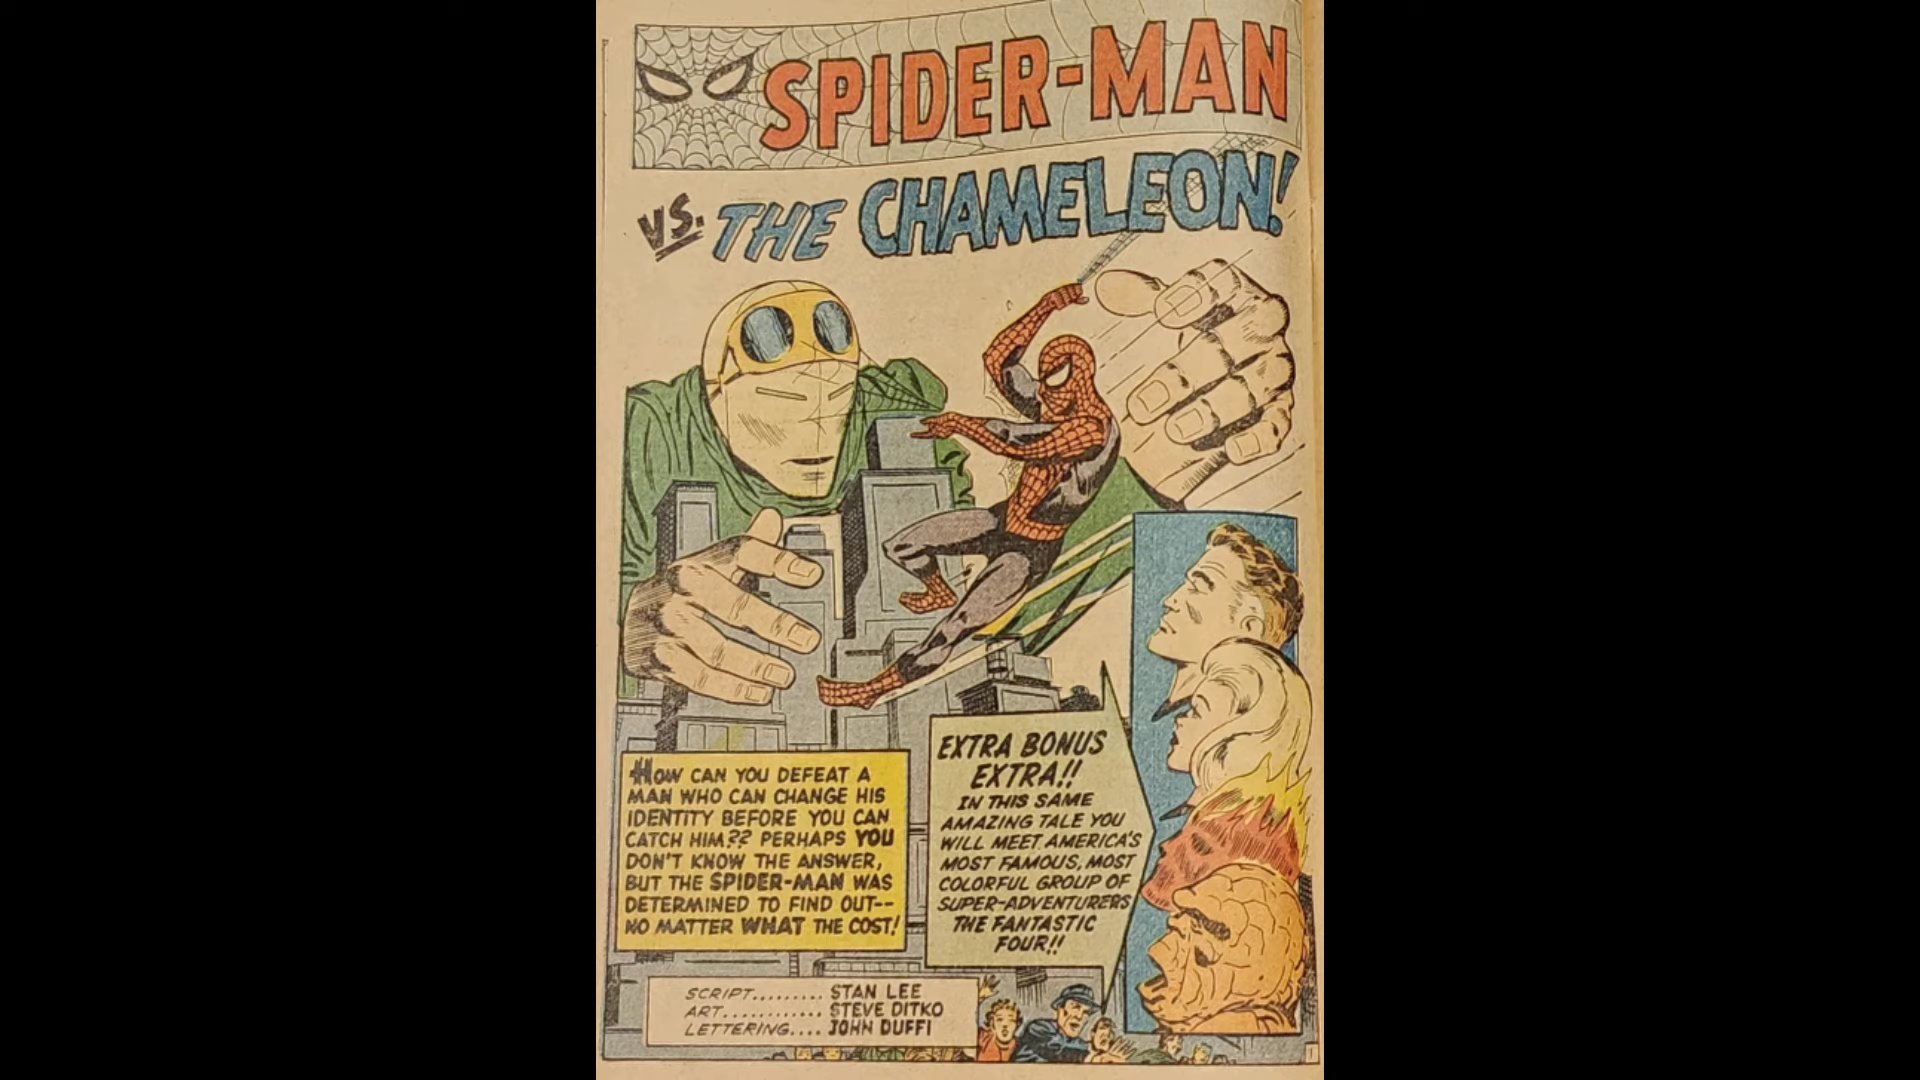 SPIDER-MAN
VS. THE CHAMELEON!
HOW CAN YOU DEFEAT A
MAN WHO CAN CHANGE HIS
IDENTITY BEFORE YOU CAN
CATCH HIM?? PERHAPS YOU
DON'T KNOW THE ANSWER,
BUT THE SPIDER-MAN WAS
DETERMINED TO FIND OUT--
NO MATTER WHAT THE COST!
EXTRA BONUS
EXTRA!!
IN THIS SAME
AMAZING TALE YOU
WILL MEET AMERICA'S
MOST FAMOUS, MOST
COLORFUL GROUP OF
SUPER-ADVENTURERS
THE FANTASTIC
FOUR!!
SCRIPT......... STAN LEE
ART............ STEVE DITKO
LETTERING.... JOHN DUFFI
1